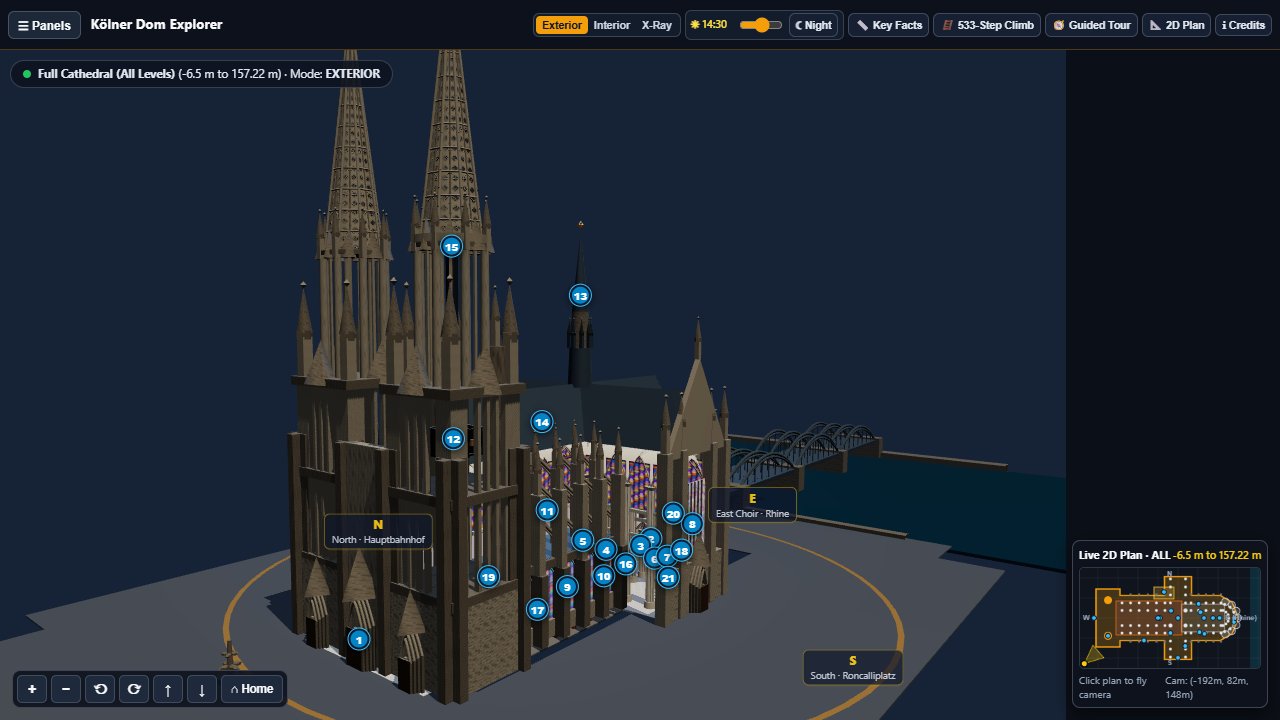 ☰ Panels
Kölner Dom Explorer
Exterior Interior X-Ray
14:30
Night
Key Facts
533-Step Climb
Guided Tour
2D Plan
Credits
Full Cathedral (All Levels) (-6.5 m to 157.22 m) · Mode: EXTERIOR
15
13
14
12
11
20
8
5
4
3
2
18
7
6
16
10
21
9
19
17
1
N
North · Hauptbahnhof
E
East Choir · Rhine
S
South · Roncalliplatz
Live 2D Plan - ALL -6.5 m to 157.22 m
N
W
S
Click plan to fly camera
Cam: (-192m, 82m, 148m)
+ − ↑ ↓ Home